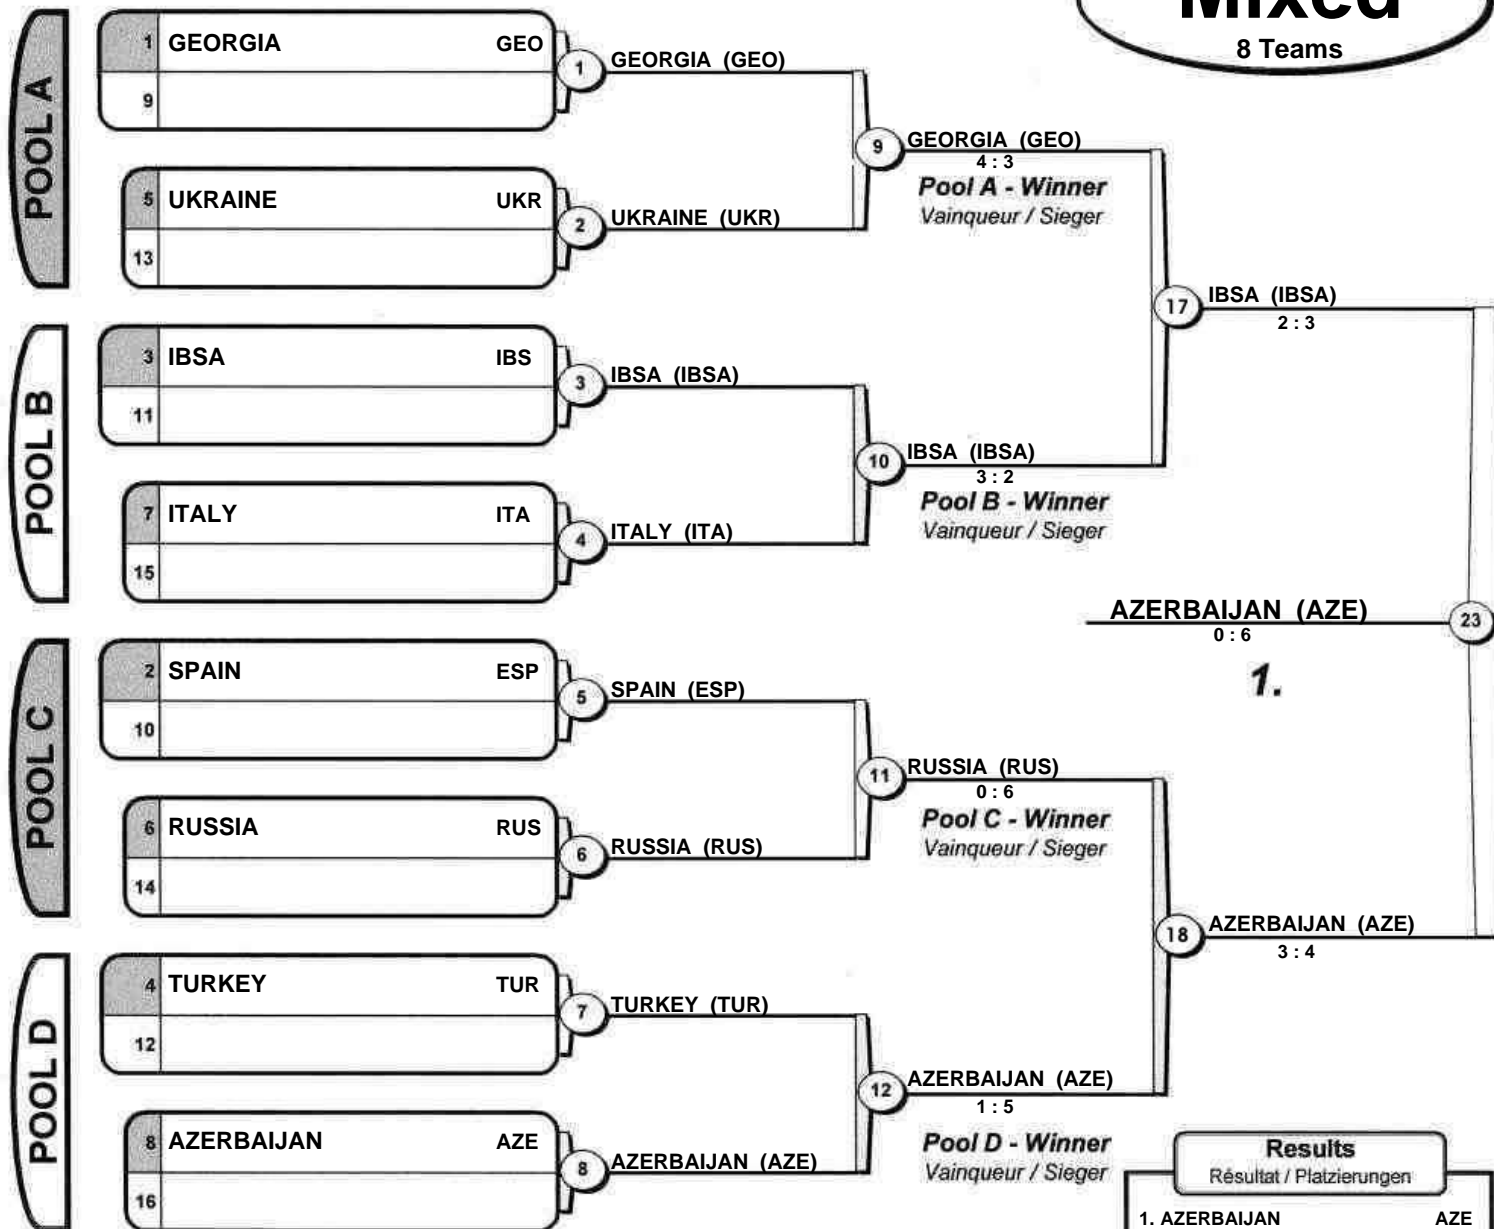 Mixed
8 Teams
POOL A
1 GEORGIA GEO
9
5 UKRAINE UKR
13
1 GEORGIA (GEO)
2 UKRAINE (UKR)
9 GEORGIA (GEO)
4 : 3
Pool A - Winner
Vainqueur / Sieger
POOL B
3 IBSA IBS
11
7 ITALY ITA
15
3 IBSA (IBSA)
4 ITALY (ITA)
10 IBSA (IBSA)
3 : 2
Pool B - Winner
Vainqueur / Sieger
17 IBSA (IBSA)
2 : 3
AZERBAIJAN (AZE) 23
0 : 6
1.
POOL C
2 SPAIN ESP
10
6 RUSSIA RUS
14
5 SPAIN (ESP)
6 RUSSIA (RUS)
11 RUSSIA (RUS)
0 : 6
Pool C - Winner
Vainqueur / Sieger
18 AZERBAIJAN (AZE)
3 : 4
POOL D
4 TURKEY TUR
12
8 AZERBAIJAN AZE
16
7 TURKEY (TUR)
8 AZERBAIJAN (AZE)
12 AZERBAIJAN (AZE)
1 : 5
Pool D - Winner
Vainqueur / Sieger
Results
Résultat / Platzierungen
1. AZERBAIJAN AZE